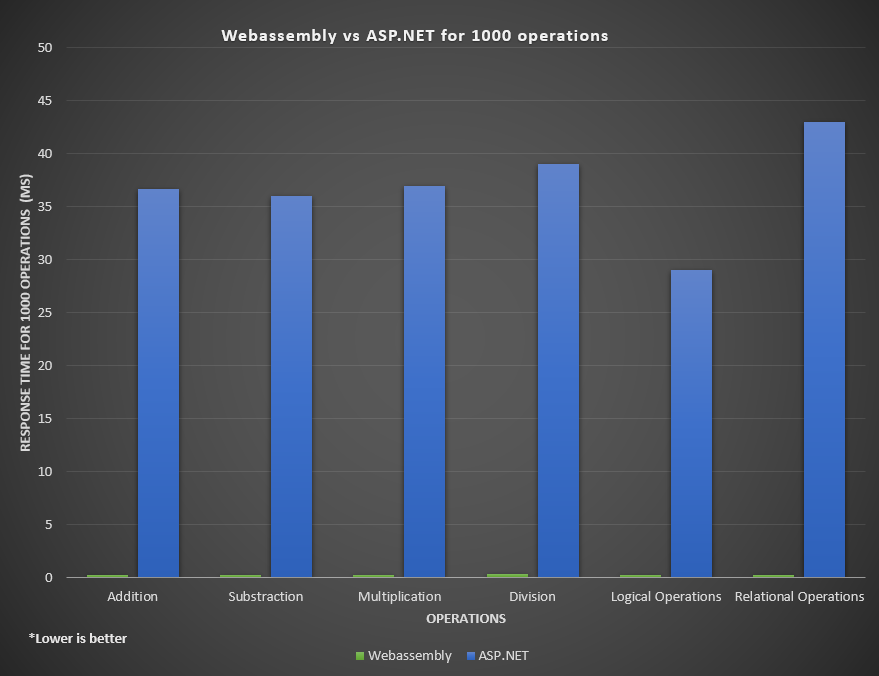 Webassembly vs ASP.NET for 1000 operations
RESPONSE TIME FOR 1000 OPERATIONS (MS)
50
45
40
35
30
25
20
15
10
5
0
Addition
Substraction
Multiplication
Division
Logical Operations
Relational Operations
OPERATIONS
*Lower is better
Webassembly
ASP.NET